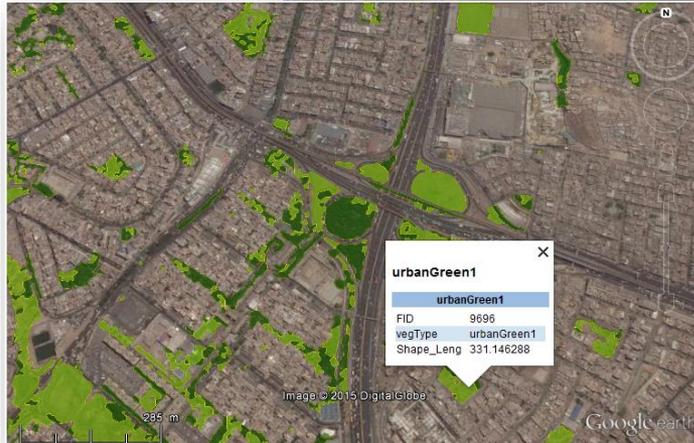 N
urbanGreen1
urbanGreen1
FID 9696
vegType urbanGreen1
Shape_Leng 331.146288
Image © 2015 DigitalGlobe
285 m
Google earth